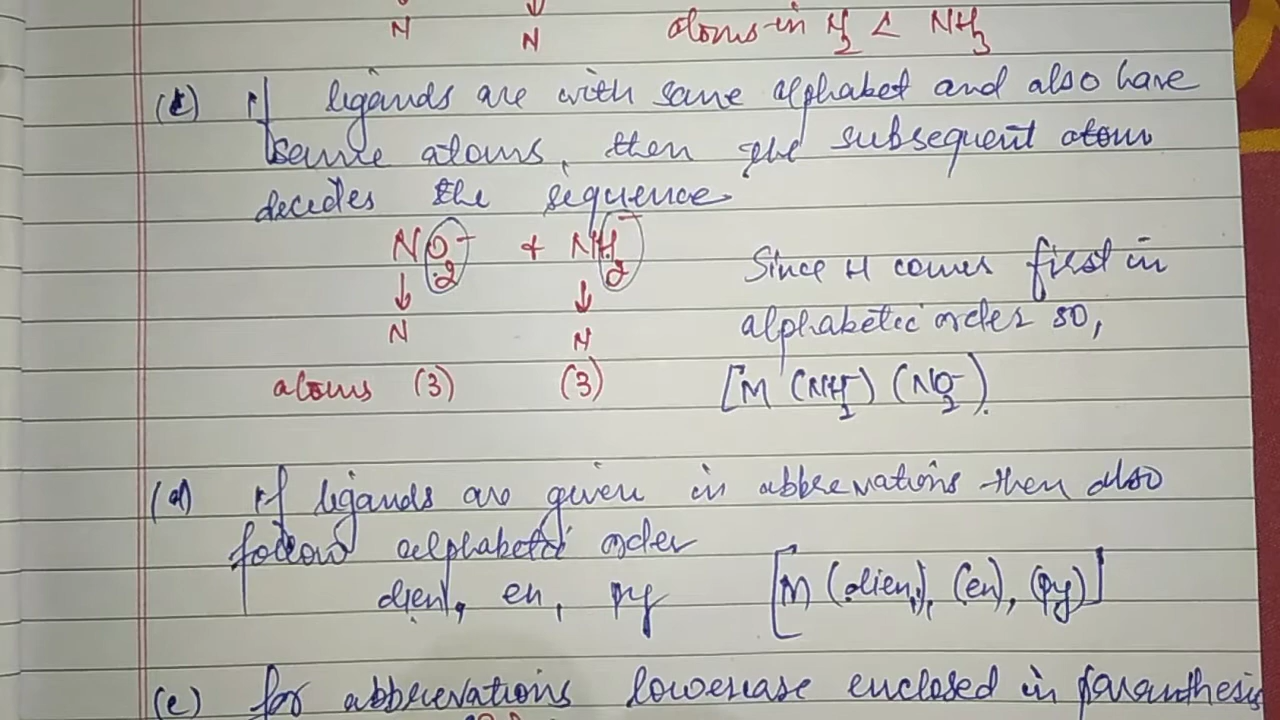 N N atoms in N2 < NH3
(c) If ligands are with same alphabet and also have
same atoms, then the subsequent atom
decides the sequence
NO2- + NH2- Since H comes first in
↓ ↓
N N alphabetic order so,
atoms (3) (3) [M (NH2-) (NO2-)
(d) If ligands are given in abbrevations then also
follow alphabetic order
dien, en, py [M (dien), (en), (py)]
(e) for abbrevations lowercase enclosed in paranthesis